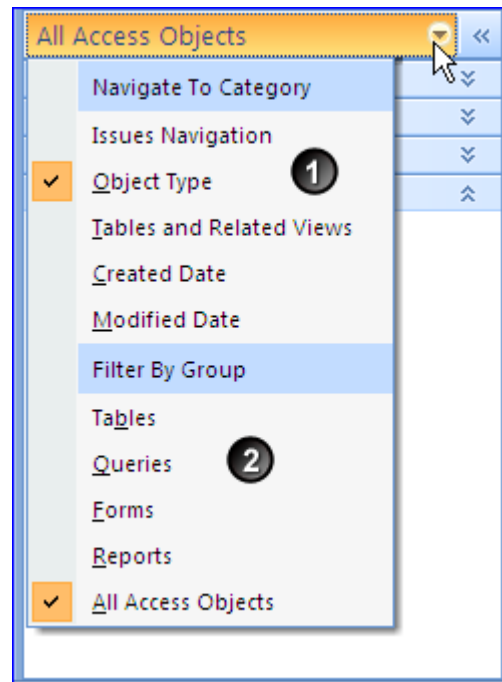 All Access Objects
Navigate To Category
Issues Navigation
Object Type
1
Tables and Related Views
Created Date
Modified Date
Filter By Group
Tables
Queries
2
Forms
Reports
All Access Objects